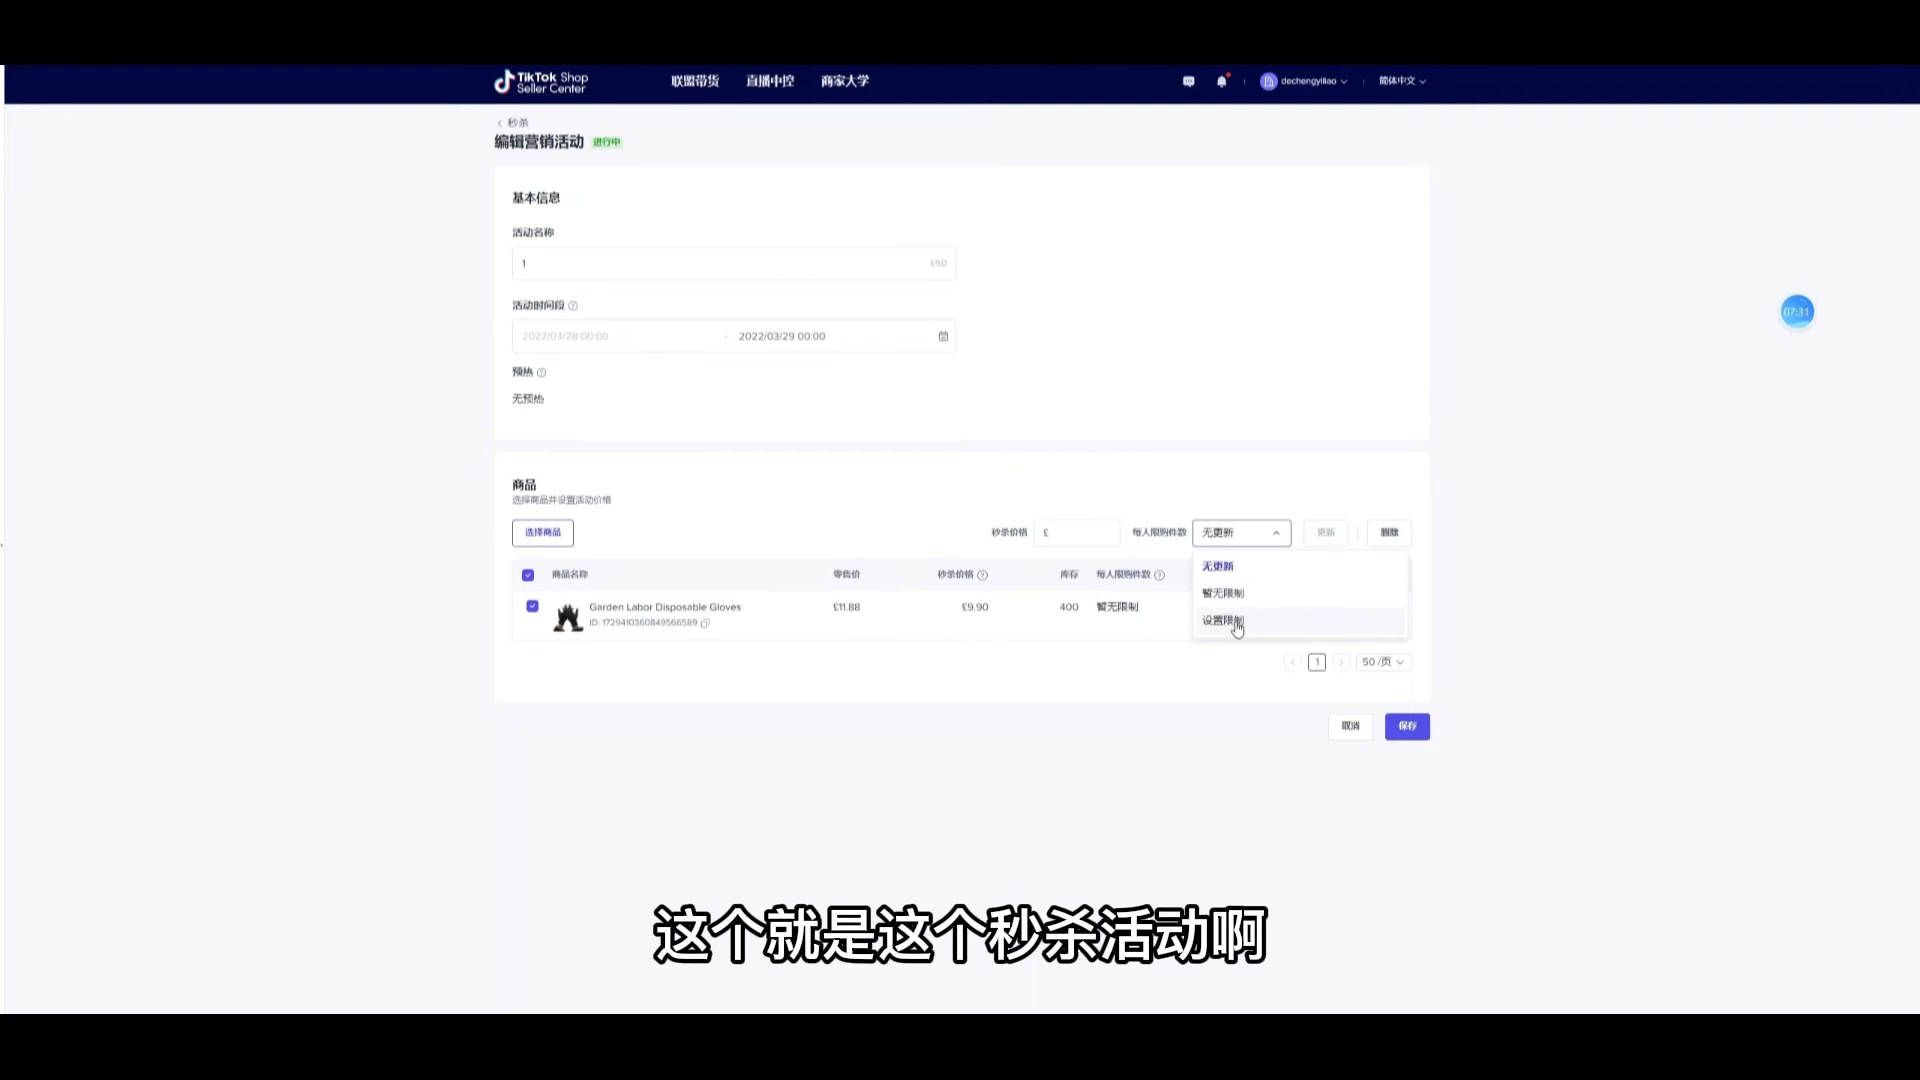 TikTok Shop
Seller Center
联盟带货
直播中控
商家大学
dechengyiliao
简体中文
秒杀
编辑营销活动
进行中
基本信息
活动名称
1
1/50
活动时间段
2022/03/28 00:00
-
2022/03/29 00:00
预热
无预热
07:31
商品
选择商品并设置活动价格
选择商品
秒杀价格
£
每人限购件数
无更新
更新
删除
商品名称
零售价
秒杀价格
库存
每人限购件数
无更新
暂无限制
设置限制
Garden Labor Disposable Gloves
ID: 1729410360849566589
£11.88
£9.90
400
暂无限制
1
50 /页
取消
保存
这个就是这个秒杀活动啊